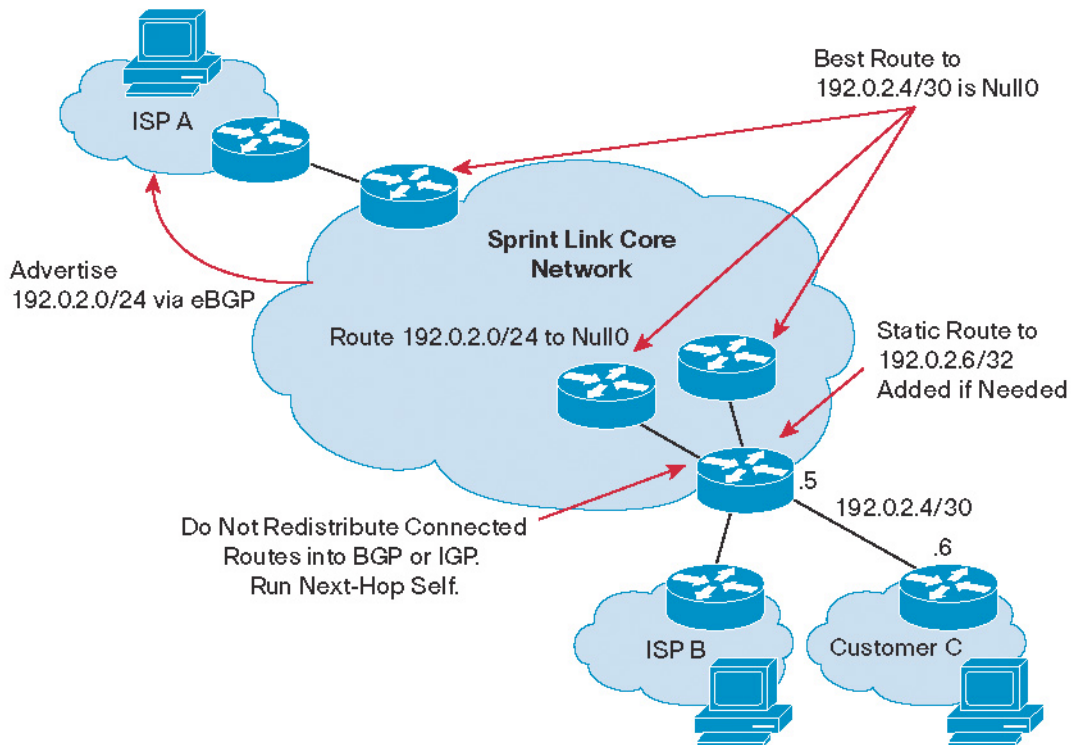 Best Route to
192.0.2.4/30 is Null0
ISP A
Sprint Link Core
Network
Advertise
192.0.2.0/24 via eBGP
Route 192.0.2.0/24 to Null0
Static Route to
192.0.2.6/32
Added if Needed
.5
192.0.2.4/30
.6
Do Not Redistribute Connected
Routes into BGP or IGP.
Run Next-Hop Self.
ISP B
Customer C